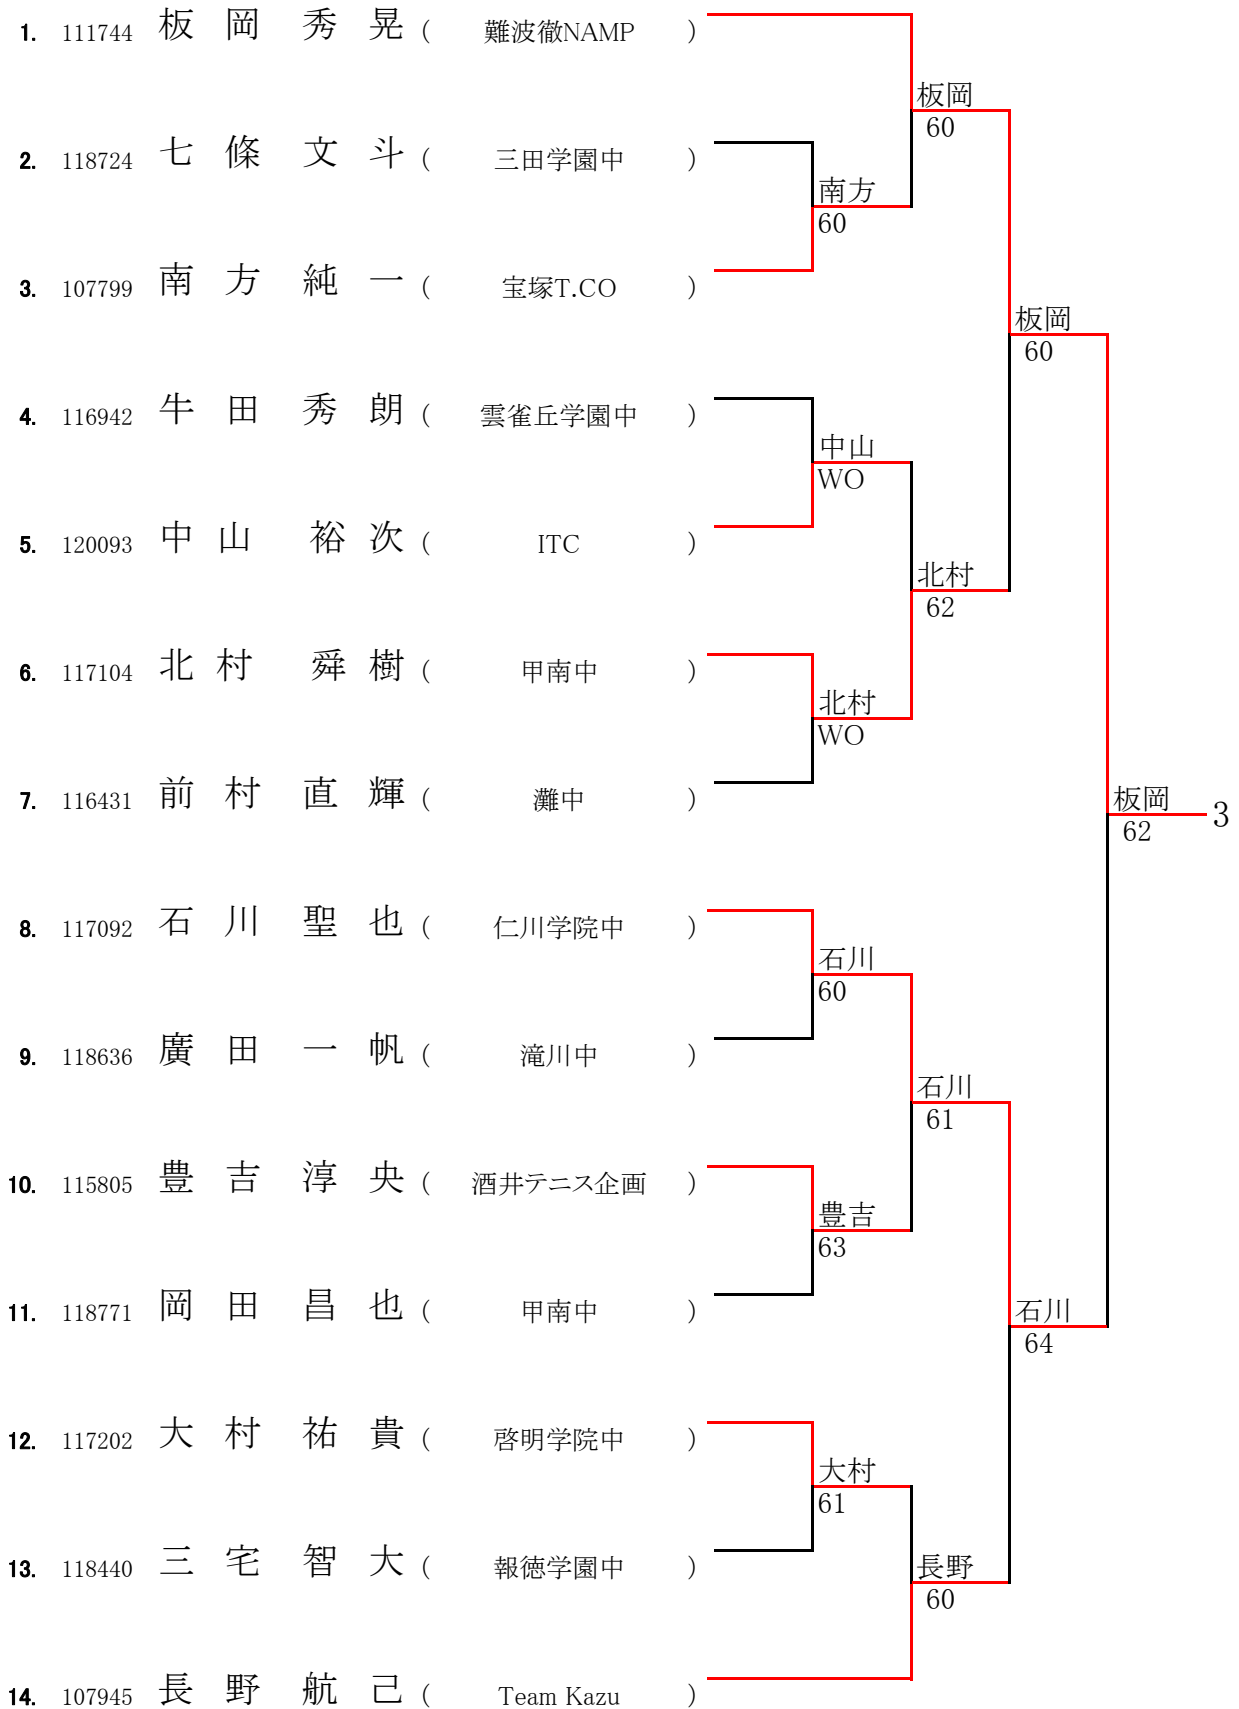 1. 111744 板岡 秀晃 ( 難波徹NAMP )
板岡
60
2. 118724 七條 文斗 ( 三田学園中 )
南方
60
3. 107799 南方 純一 ( 宝塚T.CO )
板岡
60
4. 116942 牛田 秀朗 ( 雲雀丘学園中 )
中山
WO
5. 120093 中山 裕次 ( ITC )
北村
62
6. 117104 北村 舜樹 ( 甲南中 )
北村
WO
7. 116431 前村 直輝 ( 灘中 )
板岡
62
3
8. 117092 石川 聖也 ( 仁川学院中 )
石川
60
9. 118636 廣田 一帆 ( 滝川中 )
石川
61
10. 115805 豊吉 淳央 ( 酒井テニス企画 )
豊吉
63
11. 118771 岡田 昌也 ( 甲南中 )
石川
64
12. 117202 大村 祐貴 ( 啓明学院中 )
大村
61
13. 118440 三宅 智大 ( 報徳学園中 )
長野
60
14. 107945 長野 航己 ( Team Kazu )